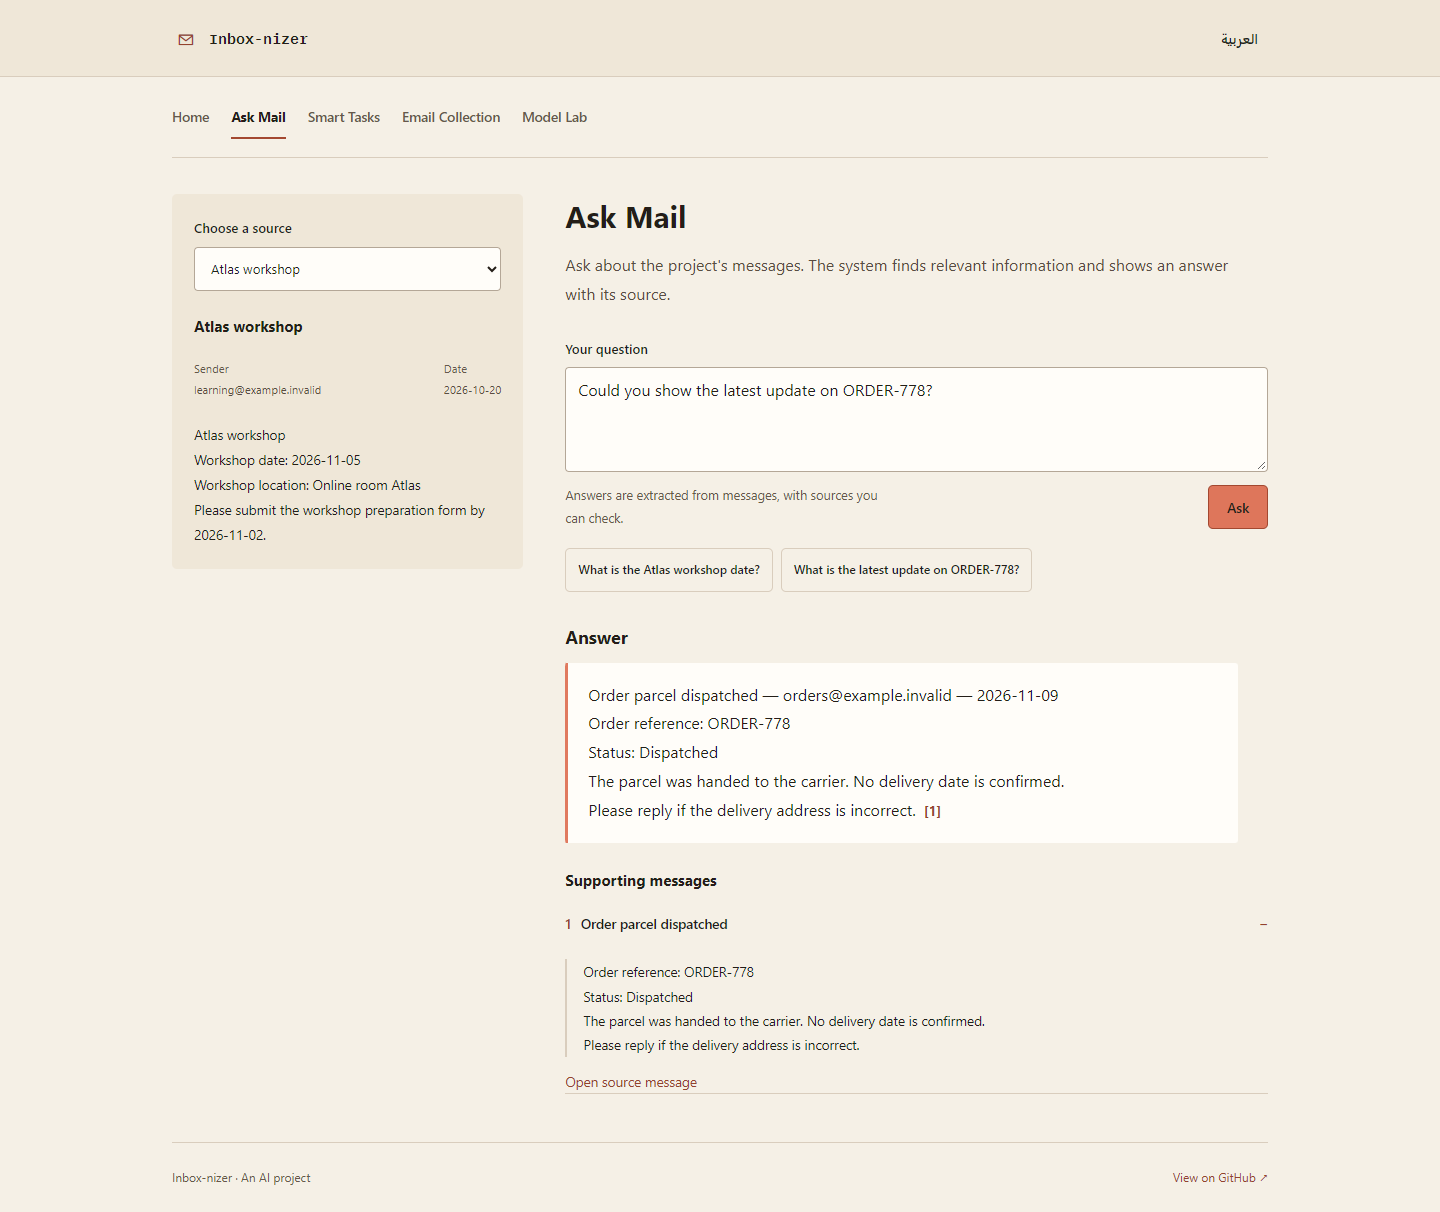 Inbox-nizer
العربية
Home
Ask Mail
Smart Tasks
Email Collection
Model Lab
Choose a source
Atlas workshop
Atlas workshop
Sender
learning@example.invalid
Date
2026-10-20
Atlas workshop
Workshop date: 2026-11-05
Workshop location: Online room Atlas
Please submit the workshop preparation form by
2026-11-02.
Ask Mail
Ask about the project's messages. The system finds relevant information and shows an answer
with its source.
Your question
Could you show the latest update on ORDER-778?
Answers are extracted from messages, with sources you
can check.
Ask
What is the Atlas workshop date?
What is the latest update on ORDER-778?
Answer
Order parcel dispatched — orders@example.invalid — 2026-11-09
Order reference: ORDER-778
Status: Dispatched
The parcel was handed to the carrier. No delivery date is confirmed.
Please reply if the delivery address is incorrect. [1]
Supporting messages
1 Order parcel dispatched –
Order reference: ORDER-778
Status: Dispatched
The parcel was handed to the carrier. No delivery date is confirmed.
Please reply if the delivery address is incorrect.
Open source message
Inbox-nizer · An AI project
View on GitHub ↗